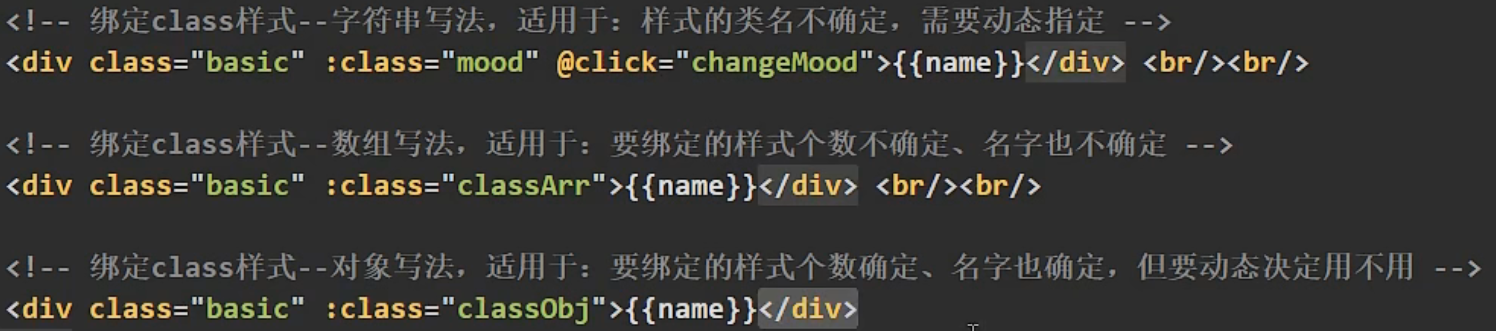 <!-- 绑定class样式--字符串写法，适用于：样式的类名不确定，需要动态指定 -->
<div class="basic" :class="mood" @click="changeMood">{{name}}</div> <br/><br/>
<!-- 绑定class样式--数组写法，适用于：要绑定的样式个数不确定、名字也不确定 -->
<div class="basic" :class="classArr">{{name}}</div> <br/><br/>
<!-- 绑定class样式--对象写法，适用于：要绑定的样式个数确定、名字也确定，但要动态决定用不用 -->
<div class="basic" :class="classObj">{{name}}</div>